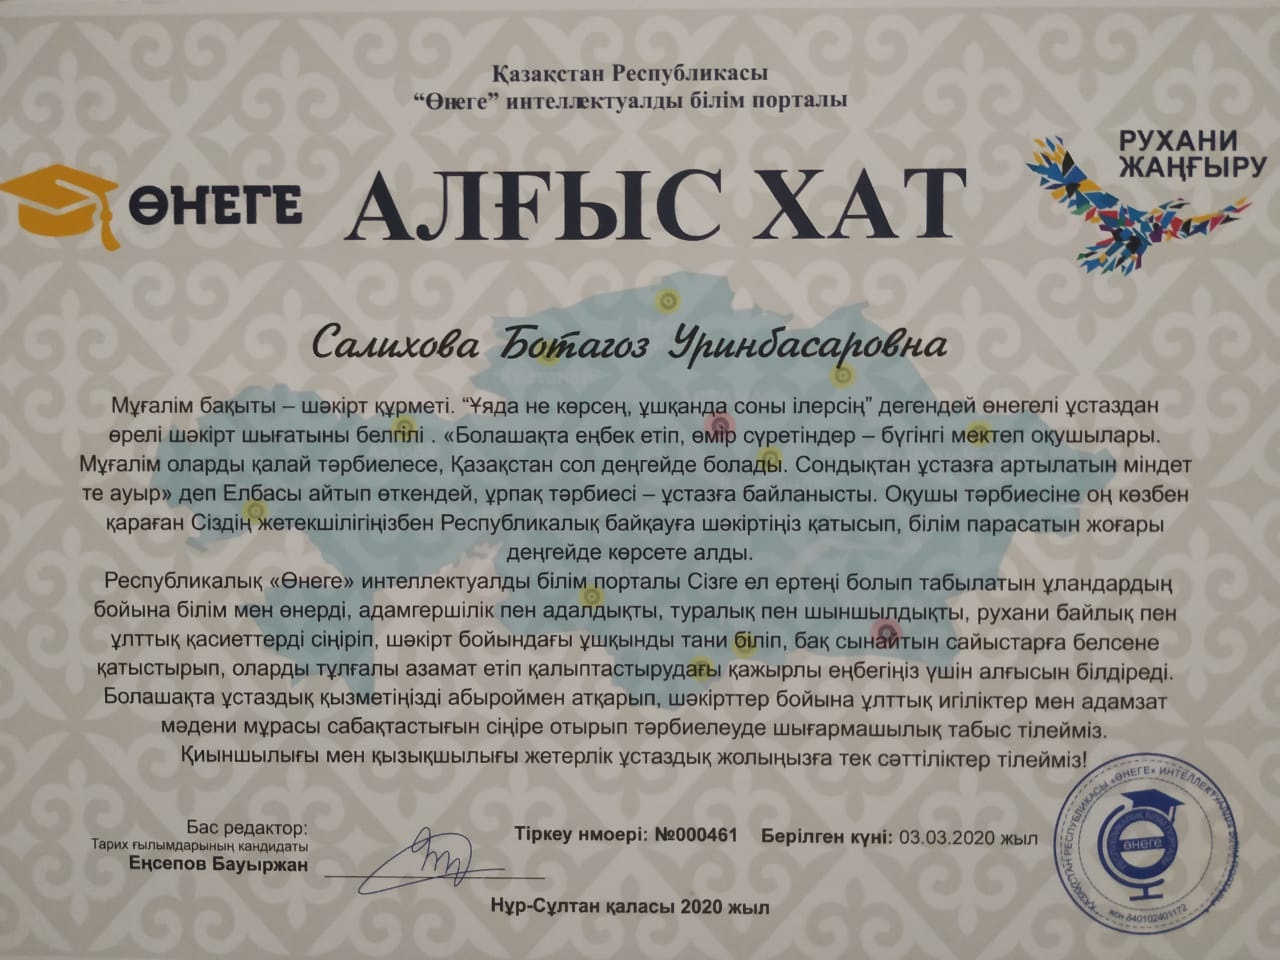 Қазақстан Республикасы
“Өнеге” интеллектуалды білім порталы
ӨНЕГЕ
АЛҒЫС ХАТ
РУХАНИ
ЖАҢҒЫРУ
Салихова Ботагоз Уринбасаровна
Мұғалім бақыты – шәкірт құрметі. “Ұяда не көрсең, ұшқанда соны ілерсің” дегендей өнегелі ұстаздан
өрелі шәкірт шығатыны белгілі . «Болашақта еңбек етіп, өмір сүретіндер – бүгінгі мектеп оқушылары.
Мұғалім оларды қалай тәрбиелесе, Қазақстан сол деңгейде болады. Сондықтан ұстазға артылатын міндет
те ауыр» деп Елбасы айтып өткендей, ұрпақ тәрбиесі – ұстазға байланысты. Оқушы тәрбиесіне оң көзбен
қараған Сіздің жетекшілігіңізбен Республикалық байқауға шәкіртіңіз қатысып, білім парасатын жоғары
деңгейде көрсете алды.
Республикалық «Өнеге» интеллектуалды білім порталы Сізге ел ертеңі болып табылатын ұландардың
бойына білім мен өнерді, адамгершілік пен адалдықты, туралық пен шыншылдықты, рухани байлық пен
ұлттық қасиеттерді сіңіріп, шәкірт бойындағы ұшқынды тани біліп, бақ сынайтын сайыстарға белсене
қатыстырып, оларды тұлғалы азамат етіп қалыптастырудағы қажырлы еңбегіңіз үшін алғысын білдіреді.
Болашақта ұстаздық қызметіңізді абыроймен атқарып, шәкірттер бойына ұлттық игіліктер мен адамзат
мәдени мұрасы сабақтастығын сіңіре отырып тәрбиелеуде шығармашылық табыс тілейміз.
Қиыншылығы мен қызықшылығы жетерлік ұстаздық жолыңызға тек сәттіліктер тілейміз!
Бас редактор:
Тарих ғылымдарының кандидаты
Еңсепов Бауыржан
Тіркеу нмоері: №000461 Берілген күні: 03.03.2020 жыл
Нұр-Сұлтан қаласы 2020 жыл
ҚАЗАҚСТАН РЕСПУБЛИКАСЫ «ӨНЕГЕ» ИНТЕЛЛЕКТУАЛДЫ БІЛІМ ПОРТАЛЫ
ӨНЕГЕ
ЖСН 840102401172